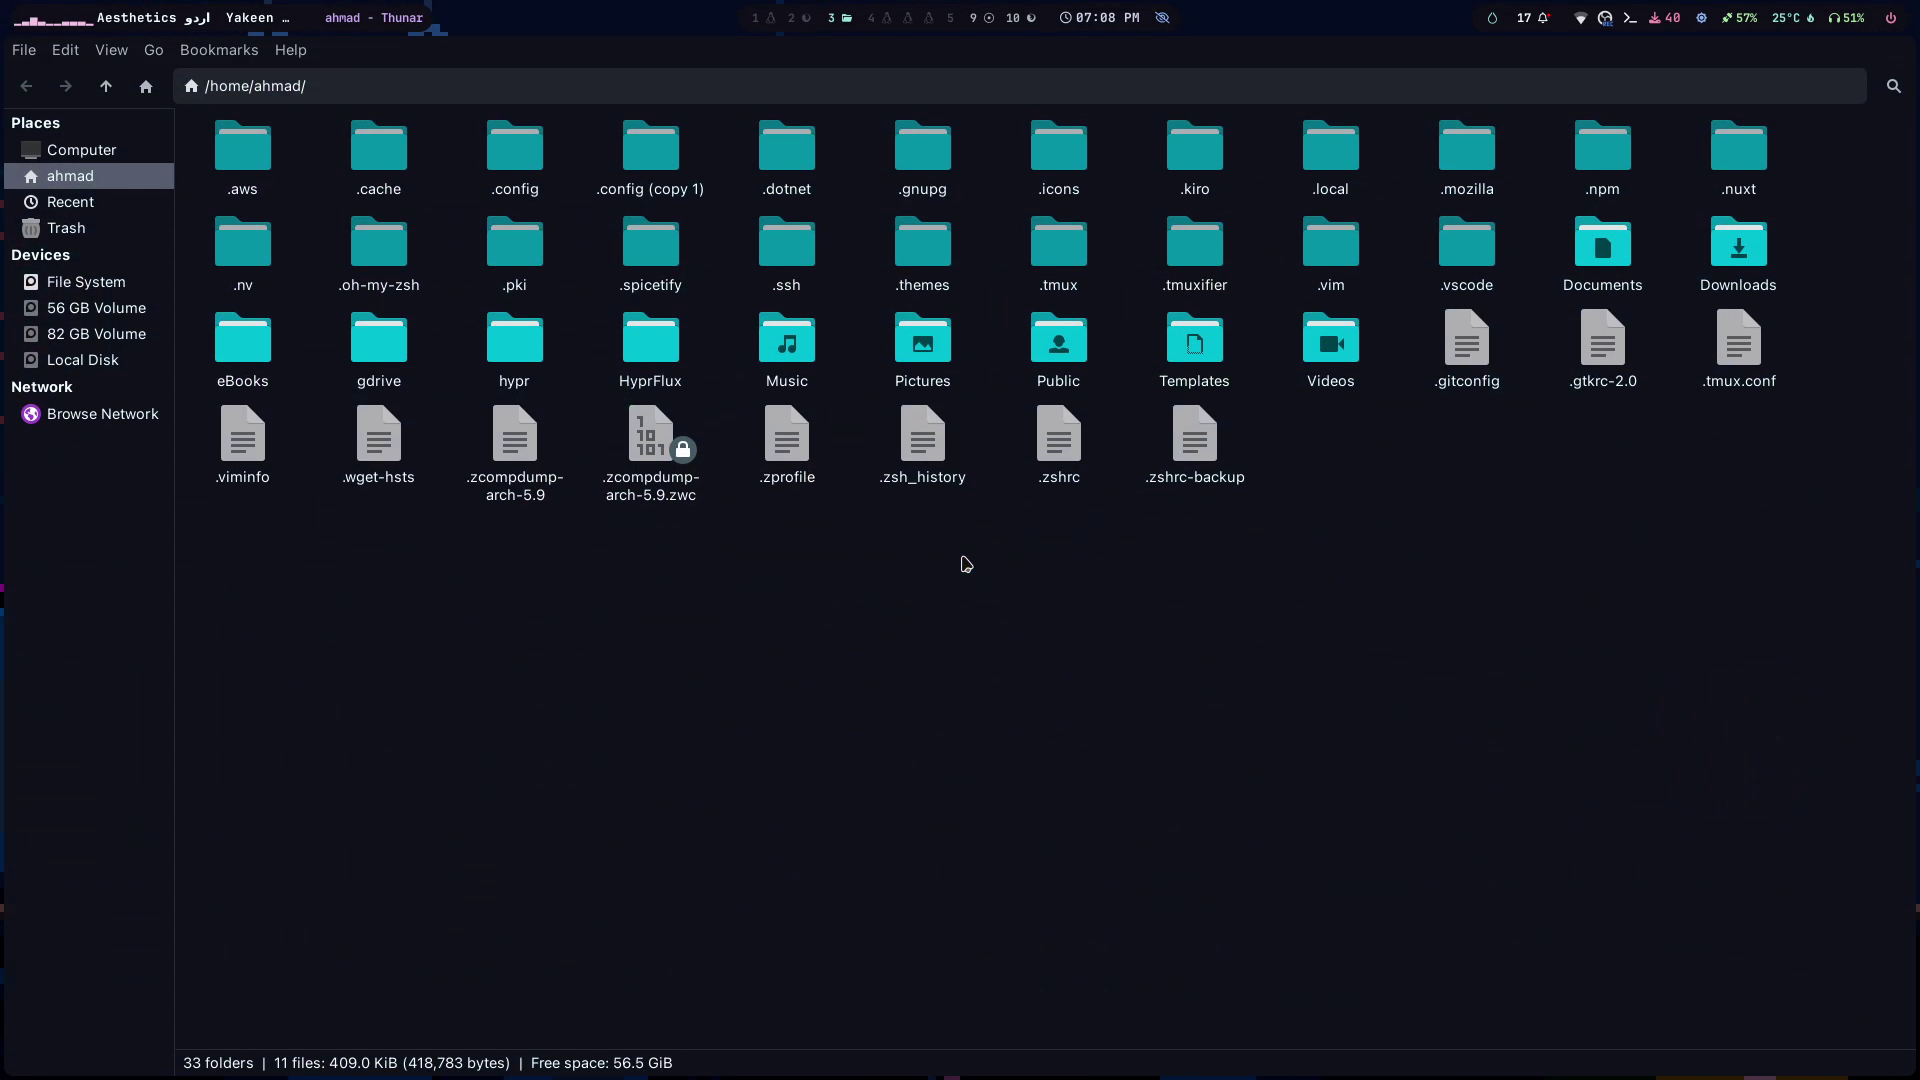 Aesthetics اردو Yakeen … ahmad - Thunar 1 2 3 4 5 9 10 07:08 PM 17 40 57% 25°C 51%
File Edit View Go Bookmarks Help
/home/ahmad/
Places
Computer
ahmad
Recent
Trash
Devices
File System
56 GB Volume
82 GB Volume
Local Disk
Network
Browse Network
.aws .cache .config .config (copy 1) .dotnet .gnupg .icons .kiro .local .mozilla .npm .nuxt
.nv .oh-my-zsh .pki .spicetify .ssh .themes .tmux .tmuxifier .vim .vscode Documents Downloads
eBooks gdrive hypr HyprFlux Music Pictures Public Templates Videos .gitconfig .gtkrc-2.0 .tmux.conf
.viminfo .wget-hsts .zcompdump- .zcompdump- .zprofile .zsh_history .zshrc .zshrc-backup
arch-5.9 arch-5.9.zwc
33 folders | 11 files: 409.0 KiB (418,783 bytes) | Free space: 56.5 GiB